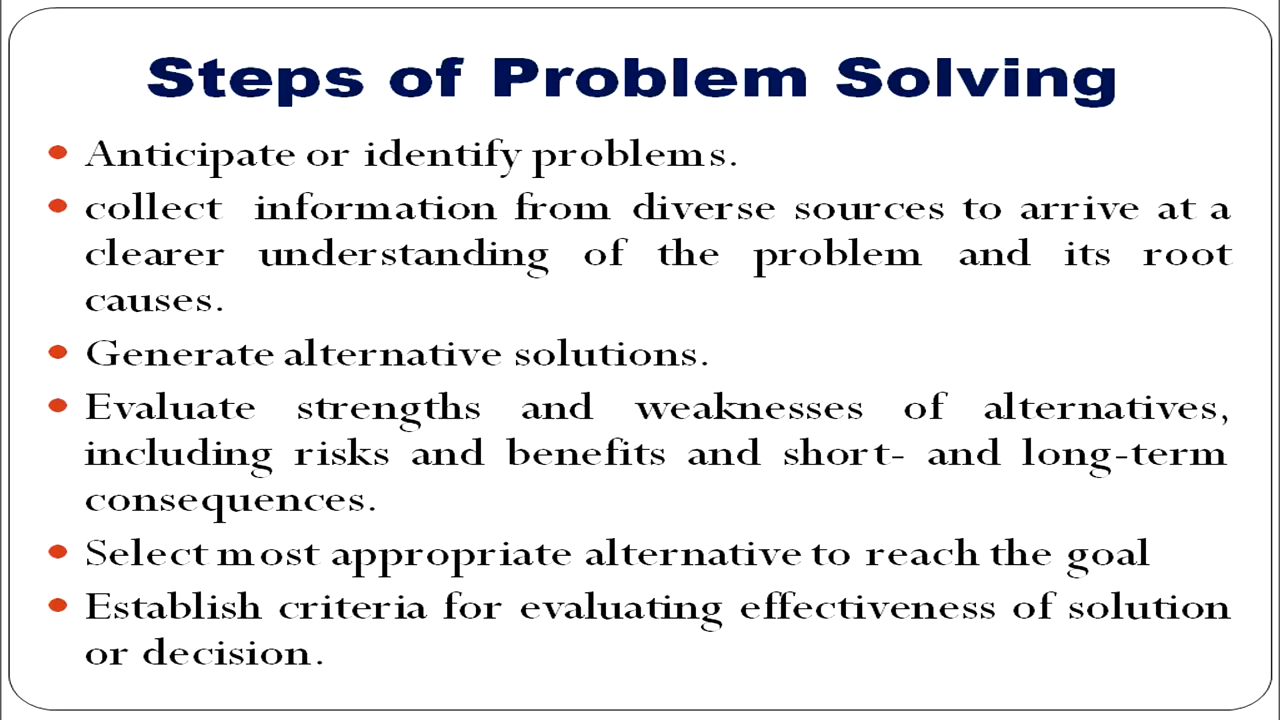 Steps of Problem Solving
• Anticipate or identify problems.
• collect information from diverse sources to arrive at a
clearer understanding of the problem and its root
causes.
• Generate alternative solutions.
• Evaluate strengths and weaknesses of alternatives,
including risks and benefits and short- and long-term
consequences.
• Select most appropriate alternative to reach the goal
• Establish criteria for evaluating effectiveness of solution
or decision.